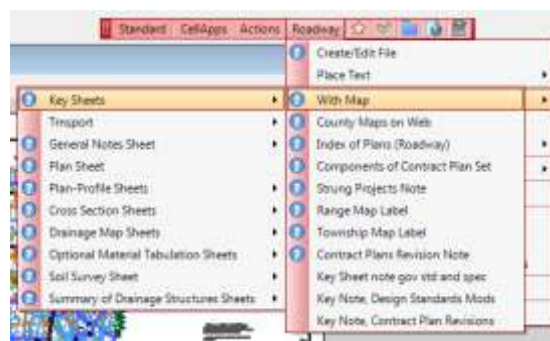 Standard CellApps Actions Roadway
Create/Edit File
Place Text
Key Sheets
Tmsport
General Notes Sheet
Plan Sheet
Plan-Profile Sheets
Cross Section Sheets
Drainage Map Sheets
Optional Material Tabulation Sheets
Soil Survey Sheet
Summary of Drainage Structures Sheets
With Map
County Maps on Web
Index of Plans (Roadway)
Components of Contract Plan Set
Strung Projects Note
Range Map Label
Township Map Label
Contract Plans Revision Note
Key Sheet note gov std and spec
Key Note, Design Standards Mods
Key Note, Contract Plan Revisions